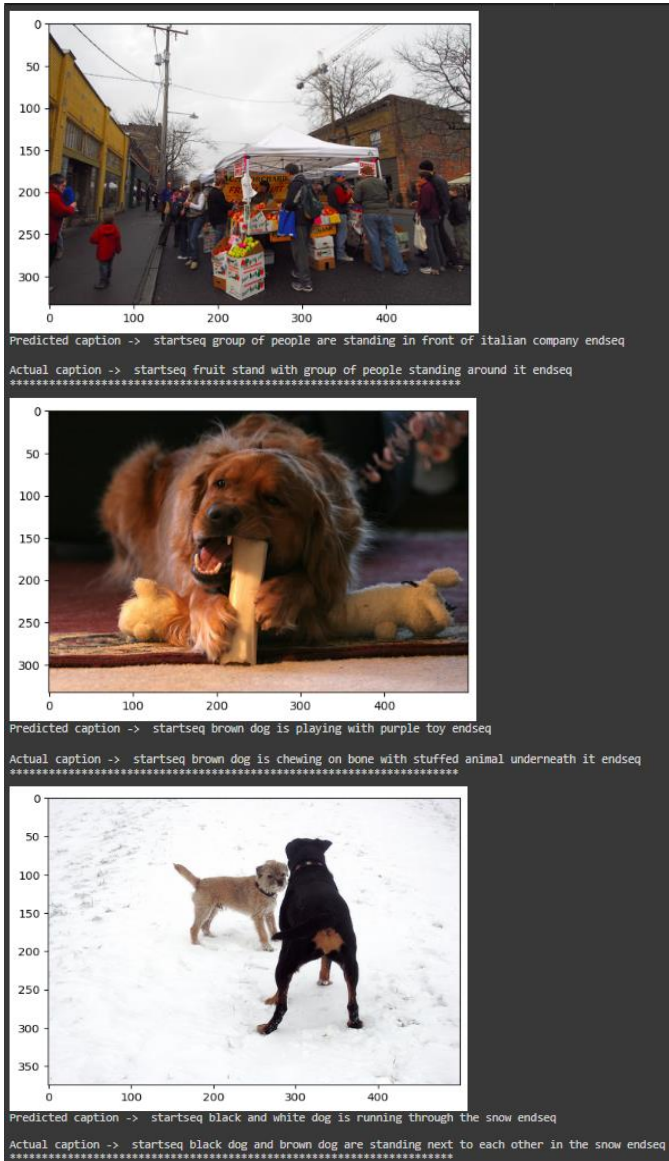 0
50
100
150
200
250
300
0 100 200 300 400
Predicted caption -> startseq group of people are standing in front of italian company endseq
Actual caption -> startseq fruit stand with group of people standing around it endseq
**********************************************************************
0
50
100
150
200
250
300
0 100 200 300 400
Predicted caption -> startseq brown dog is playing with purple toy endseq
Actual caption -> startseq brown dog is chewing on bone with stuffed animal underneath it endseq
**********************************************************************
0
50
100
150
200
250
300
350
0 100 200 300 400
Predicted caption -> startseq black and white dog is running through the snow endseq
Actual caption -> startseq black dog and brown dog are standing next to each other in the snow endseq
**********************************************************************